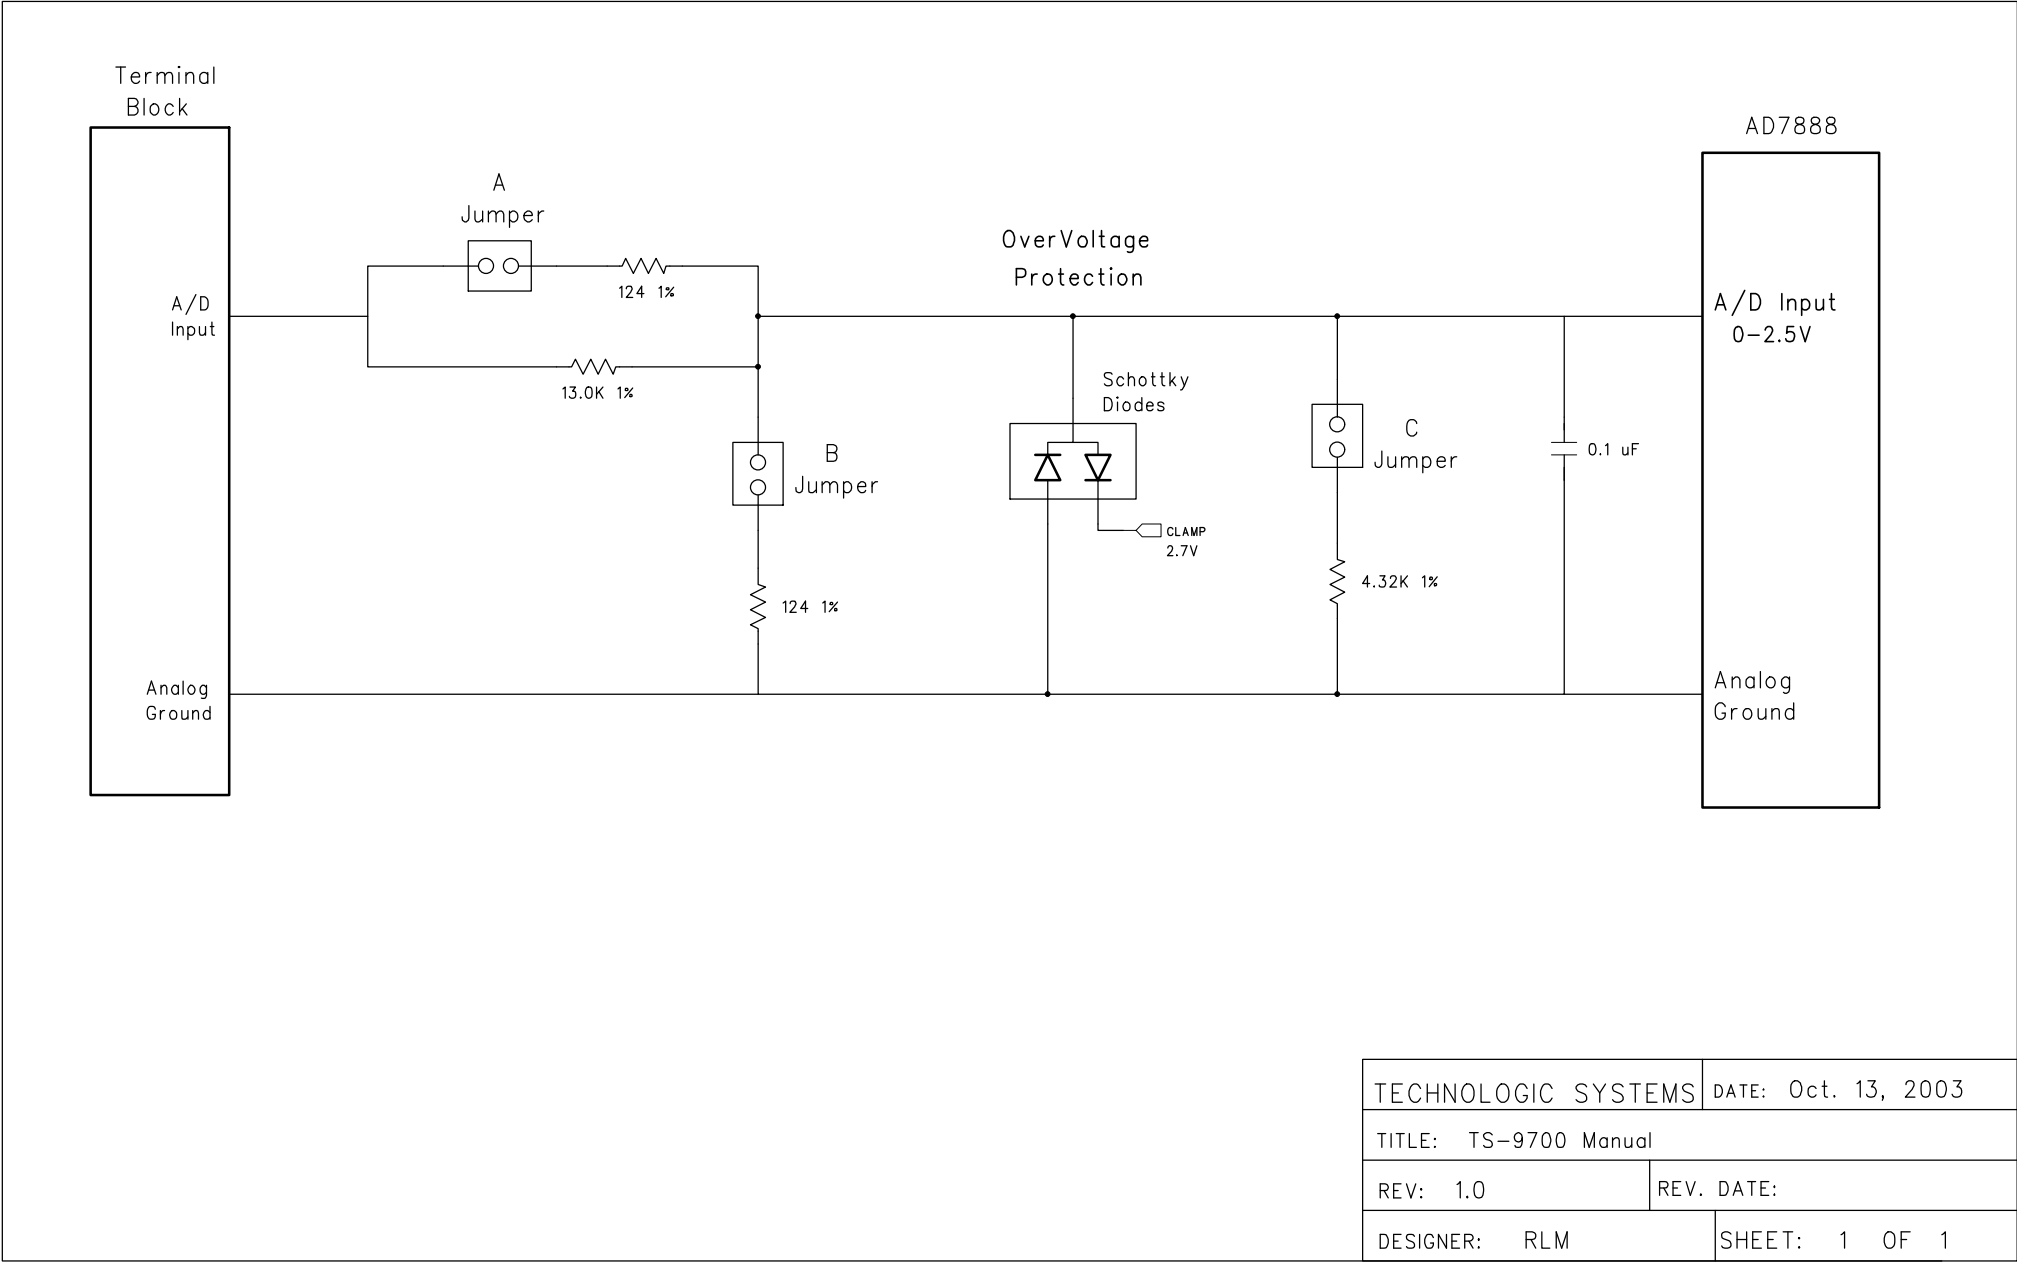 Terminal
Block
AD7888
A
Jumper
OverVoltage
Protection
124 1%
A/D
Input
A/D Input
0-2.5V
13.0K 1%
Schottky
Diodes
B
Jumper
C
Jumper
0.1 uF
CLAMP
2.7V
4.32K 1%
124 1%
Analog
Ground
Analog
Ground
TECHNOLOGIC SYSTEMS
DATE: Oct. 13, 2003
TITLE: TS-9700 Manual
REV: 1.0
REV. DATE:
DESIGNER: RLM
SHEET: 1 OF 1